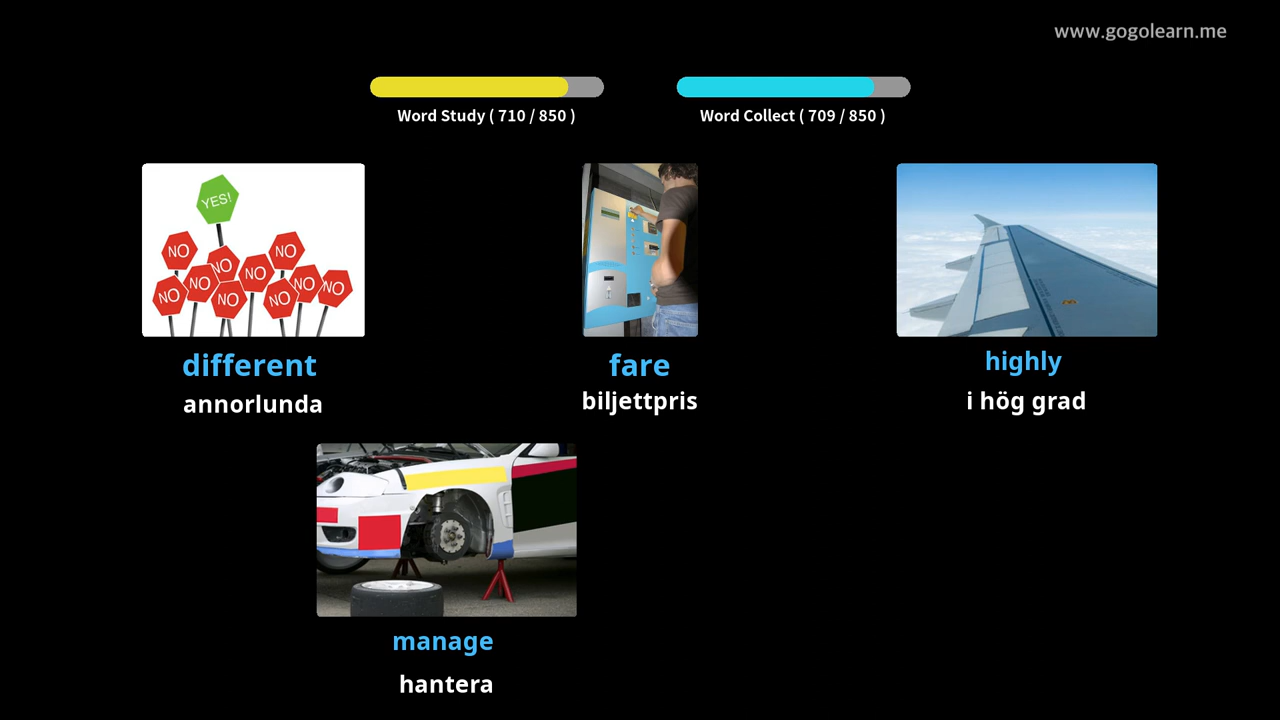 www.gogolearn.me
Word Study ( 710 / 850 )
Word Collect ( 709 / 850 )
YES!
NO
NO
NO
NO
NO
NO
NO
NO
NO
NO
different
annorlunda
fare
biljettpris
highly
i hög grad
manage
hantera